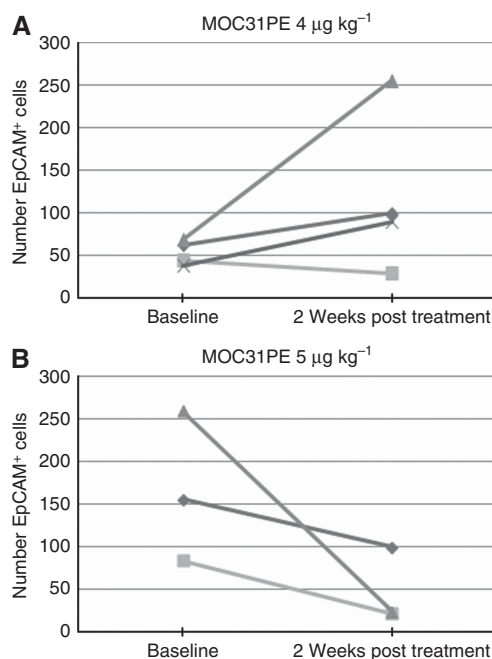 A
MOC31PE 4 μg kg⁻¹
Number EpCAM⁺ cells
300
250
200
150
100
50
0
Baseline
2 Weeks post treatment
B
MOC31PE 5 μg kg⁻¹
Number EpCAM⁺ cells
300
250
200
150
100
50
0
Baseline
2 Weeks post treatment